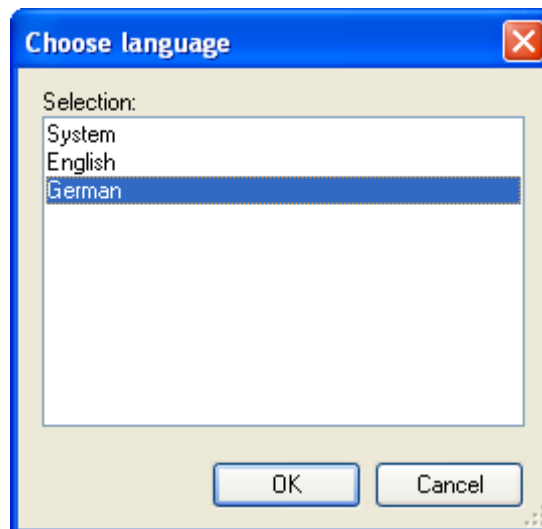 Choose language
Selection:
System
English
German
OK
Cancel